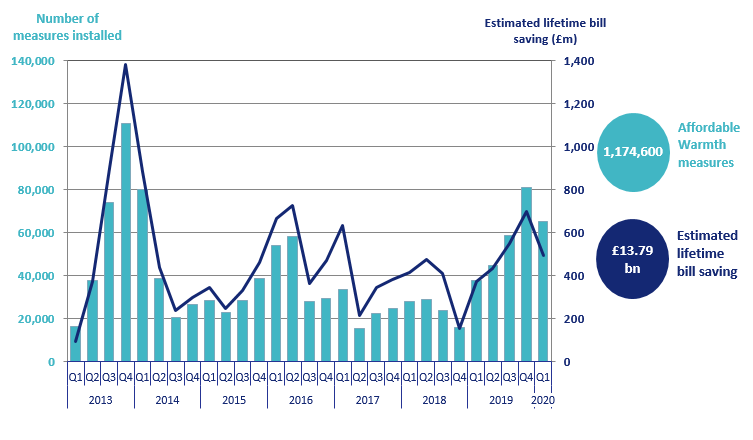 Number of
measures installed
Estimated lifetime bill
saving (£m)
140,000
120,000
100,000
80,000
60,000
40,000
20,000
0
1,400
1,200
1,000
800
600
400
200
0
Q1 Q2 Q3 Q4 Q1 Q2 Q3 Q4 Q1 Q2 Q3 Q4 Q1 Q2 Q3 Q4 Q1 Q2 Q3 Q4 Q1 Q2 Q3 Q4 Q1 Q2 Q3 Q4 Q1
2013 2014 2015 2016 2017 2018 2019 2020
1,174,600
Affordable
Warmth
measures
£13.79
bn
Estimated
lifetime
bill saving